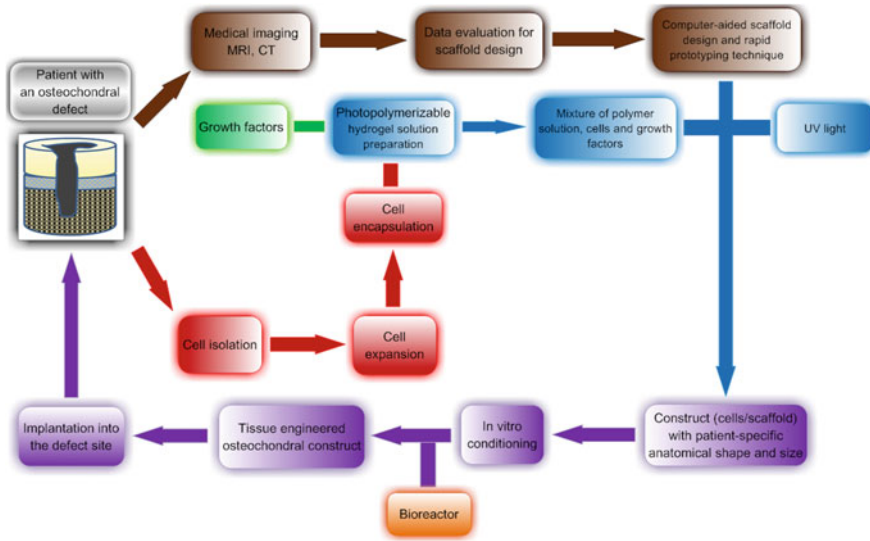 Medical imaging
MRI, CT
Data evaluation for
scaffold design
Computer-aided scaffold
design and rapid
prototyping technique
Patient with
an osteochondral
defect
Growth factors
Photopolymerizable
hydrogel solution
preparation
Mixture of polymer
solution, cells and growth
factors
UV light
Cell
encapsulation
Cell isolation
Cell
expansion
Implantation into
the defect site
Tissue engineered
osteochondral construct
In vitro
conditioning
Construct (cells/scaffold)
with patient-specific
anatomical shape and size
Bioreactor